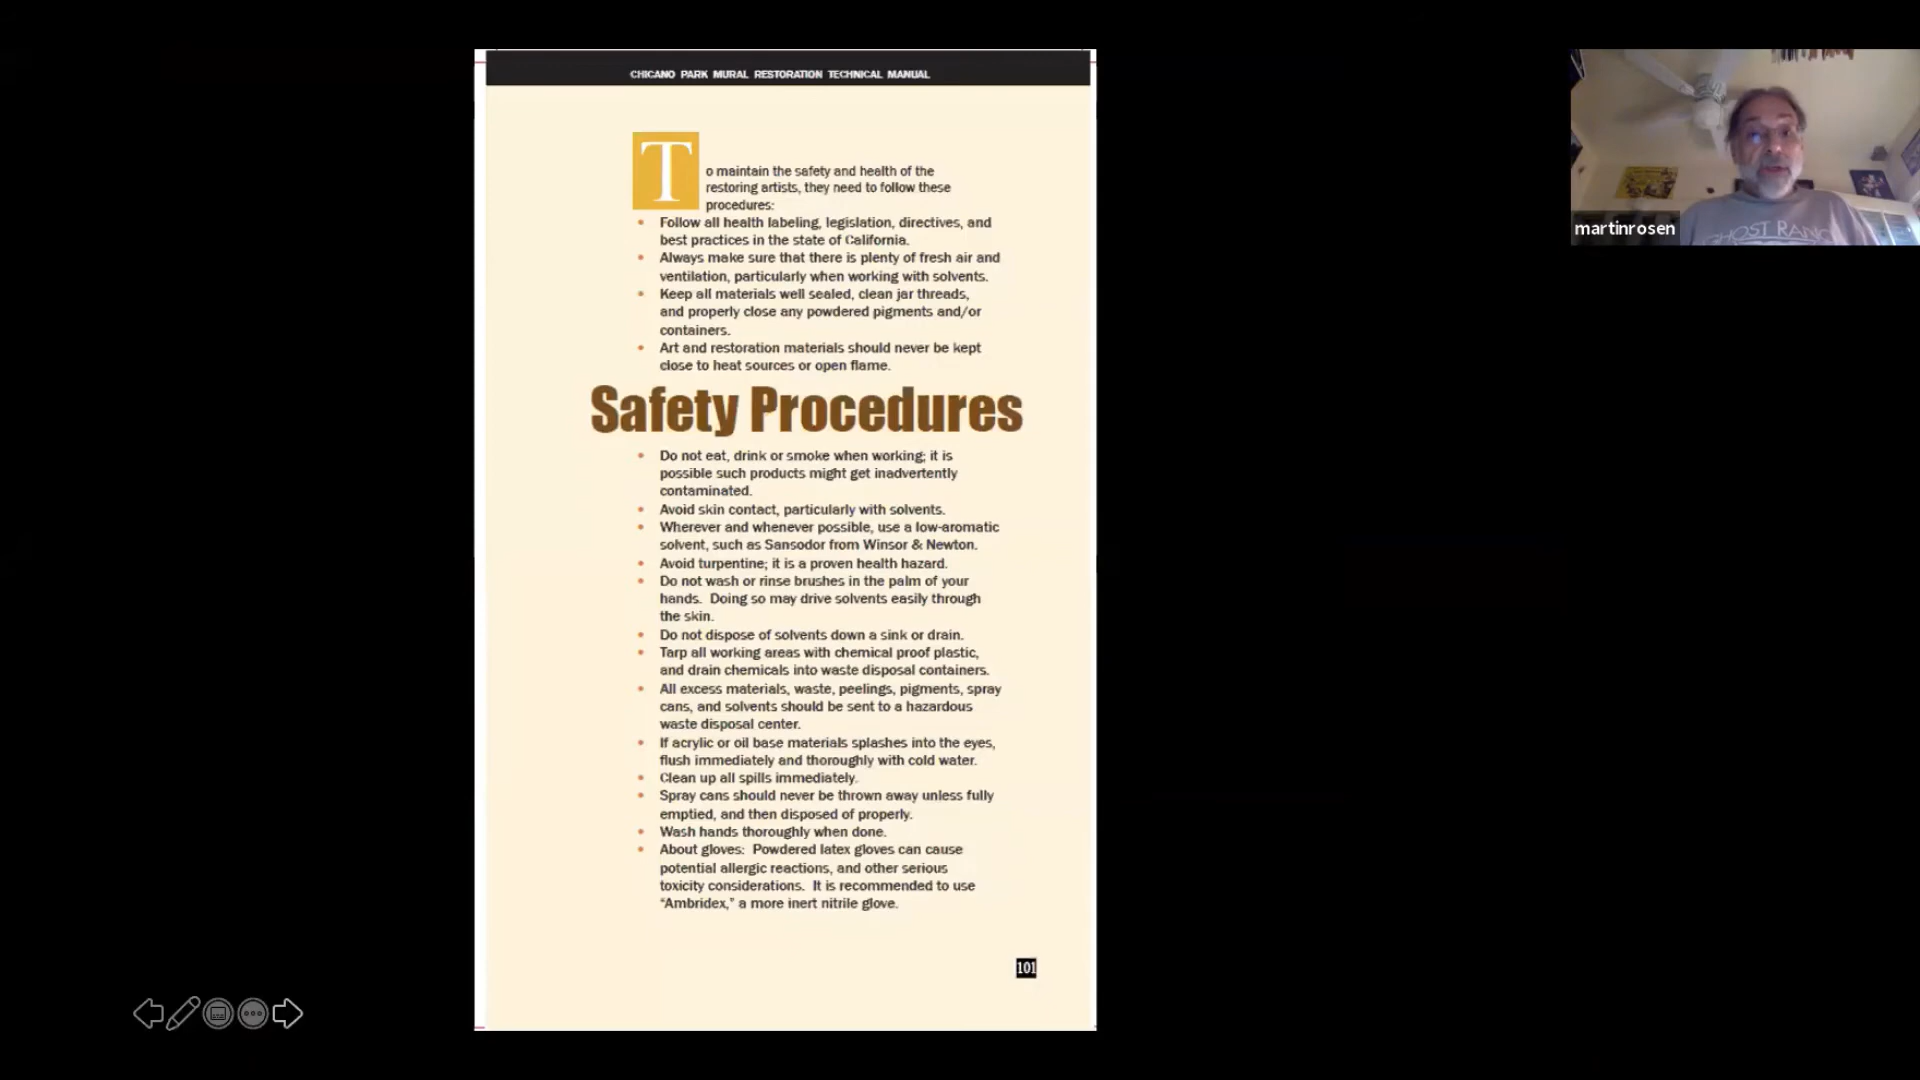 CHICANO PARK MURAL RESTORATION TECHNICAL MANUAL
To maintain the safety and health of the
restoring artists, they need to follow these
procedures:
• Follow all health labeling, legislation, directives, and
best practices in the state of California.
• Always make sure that there is plenty of fresh air and
ventilation, particularly when working with solvents.
• Keep all materials well sealed, clean jar threads,
and properly close any powdered pigments and/or
containers.
• Art and restoration materials should never be kept
close to heat sources or open flame.
Safety Procedures
• Do not eat, drink or smoke when working; it is
possible such products might get inadvertently
contaminated.
• Avoid skin contact, particularly with solvents.
• Wherever and whenever possible, use a low-aromatic
solvent, such as Sansodor from Winsor & Newton.
• Avoid turpentine; it is a proven health hazard.
• Do not wash or rinse brushes in the palm of your
hands.  Doing so may drive solvents easily through
the skin.
• Do not dispose of solvents down a sink or drain.
• Tarp all working areas with chemical proof plastic,
and drain chemicals into waste disposal containers.
• All excess materials, waste, peelings, pigments, spray
cans, and solvents should be sent to a hazardous
waste disposal center.
• If acrylic or oil base materials splashes into the eyes,
flush immediately and thoroughly with cold water.
• Clean up all spills immediately.
• Spray cans should never be thrown away unless fully
emptied, and then disposed of properly.
• Wash hands thoroughly when done.
• About gloves:  Powdered latex gloves can cause
potential allergic reactions, and other serious
toxicity considerations.  It is recommended to use
“Ambridex,” a more inert nitrile glove.
101
martinrosen
GHOST RANCH